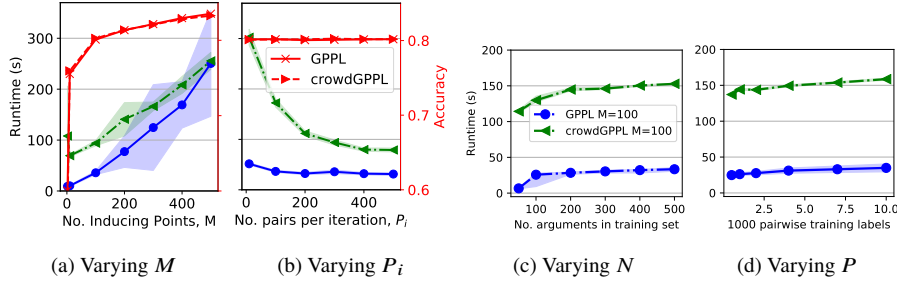 300
200
100
0
Runtime (s)
0 200 400
No. Inducing Points, M
GPPL
crowdGPPL
0.8
0.7
0.6
Accuracy
0 200 400
No. pairs per iteration, P_i
200
150
100
50
0
Runtime (s)
GPPL M=100
crowdGPPL M=100
100 200 300 400 500
No. arguments in training set
200
150
100
50
0
2.5 5.0 7.5 10.0
1000 pairwise training labels
(a) Varying M
(b) Varying P_i
(c) Varying N
(d) Varying P